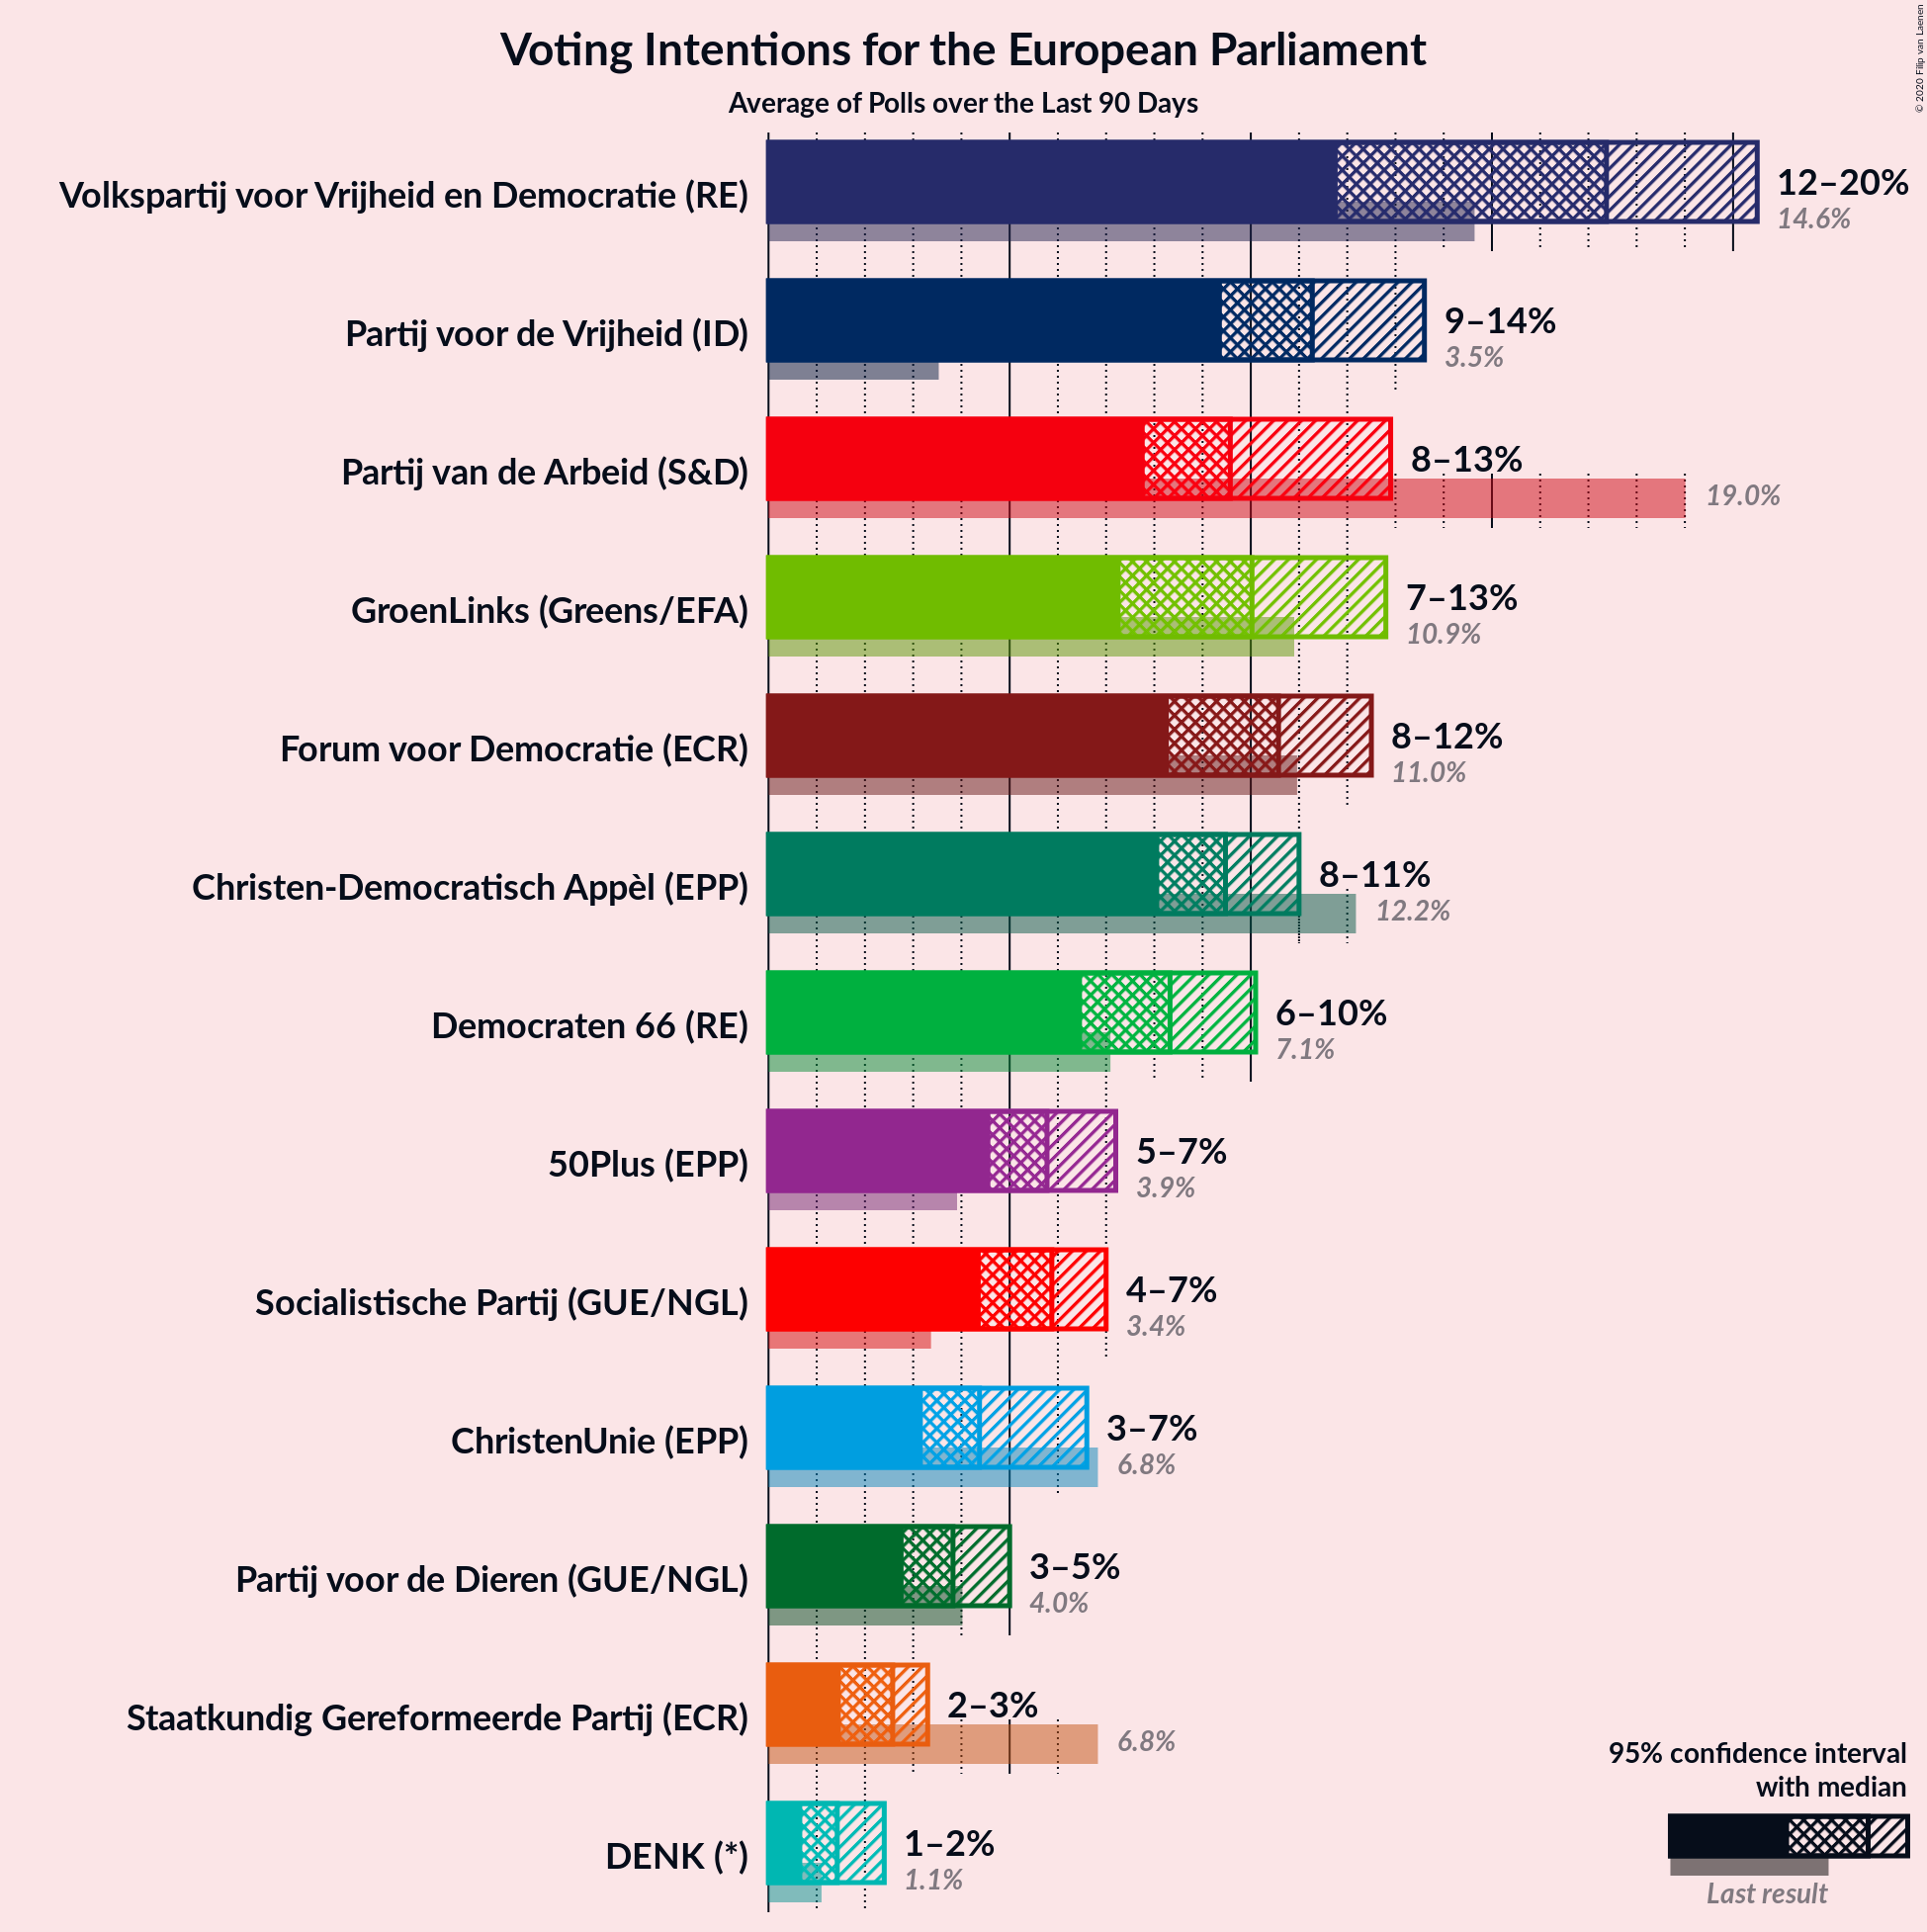 © 2020 Filip van Laenen
Voting Intentions for the European Parliament
Average of Polls over the Last 90 Days
Volkspartij voor Vrijheid en Democratie (RE)
12–20%
14.6%
Partij voor de Vrijheid (ID)
9–14%
3.5%
Partij van de Arbeid (S&D)
8–13%
19.0%
GroenLinks (Greens/EFA)
7–13%
10.9%
Forum voor Democratie (ECR)
8–12%
11.0%
Christen-Democratisch Appèl (EPP)
8–11%
12.2%
Democraten 66 (RE)
6–10%
7.1%
50Plus (EPP)
5–7%
3.9%
Socialistische Partij (GUE/NGL)
4–7%
3.4%
ChristenUnie (EPP)
3–7%
6.8%
Partij voor de Dieren (GUE/NGL)
3–5%
4.0%
Staatkundig Gereformeerde Partij (ECR)
2–3%
6.8%
DENK (*)
1–2%
1.1%
95% confidence interval
with median
Last result